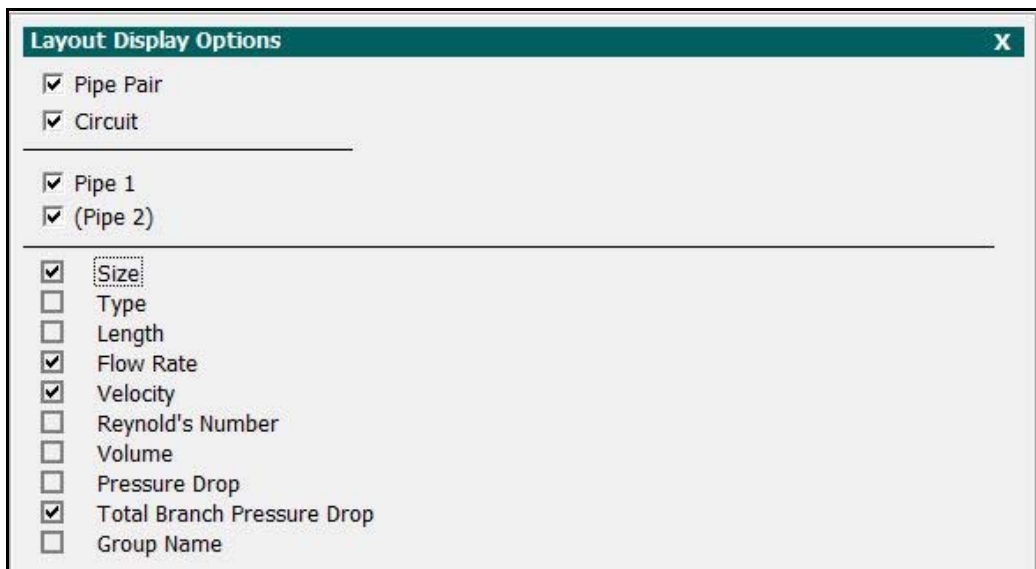 Layout Display Options X
Pipe Pair
Circuit
Pipe 1
(Pipe 2)
Size
Type
Length
Flow Rate
Velocity
Reynold's Number
Volume
Pressure Drop
Total Branch Pressure Drop
Group Name